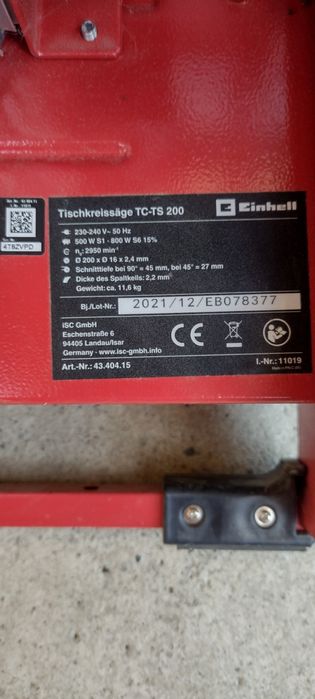 Tischkreissäge TC-TS 200
Einhell
230-240 V~ 50 Hz
500 W S1 - 800 W S6 15%
n₀: 2950 min⁻¹
Ø 200 x Ø 16 x 2,4 mm
Schnitttiefe bei 90° = 45 mm, bei 45° = 27 mm
Dicke des Spaltkeils: 2,2 mm
Gewicht: ca. 11,6 kg
Bj./Lot-Nr.: 2021/12/EB078377
iSC GmbH
Eschenstraße 6
94405 Landau/Isar
Germany - www.isc-gmbh.info
CE
Art.-Nr.: 43.404.15
I.-Nr.: 11019
4T8ZVPD